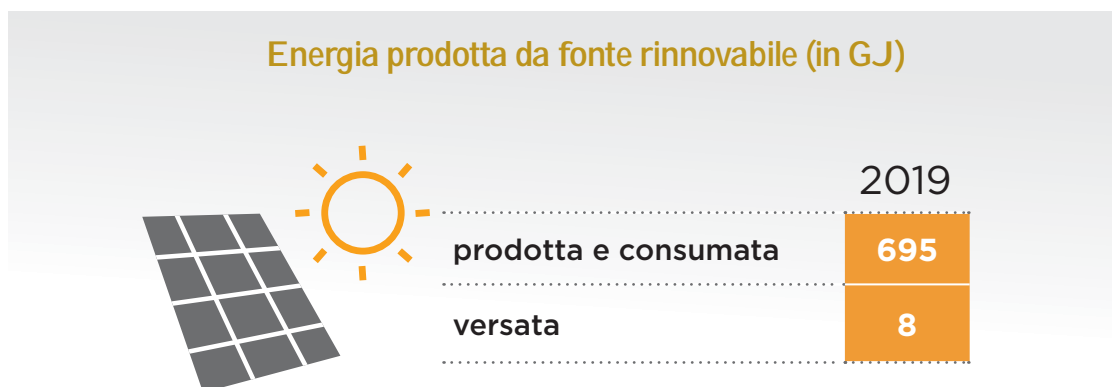 Energia prodotta da fonte rinnovabile (in GJ)
2019
prodotta e consumata 695
versata 8